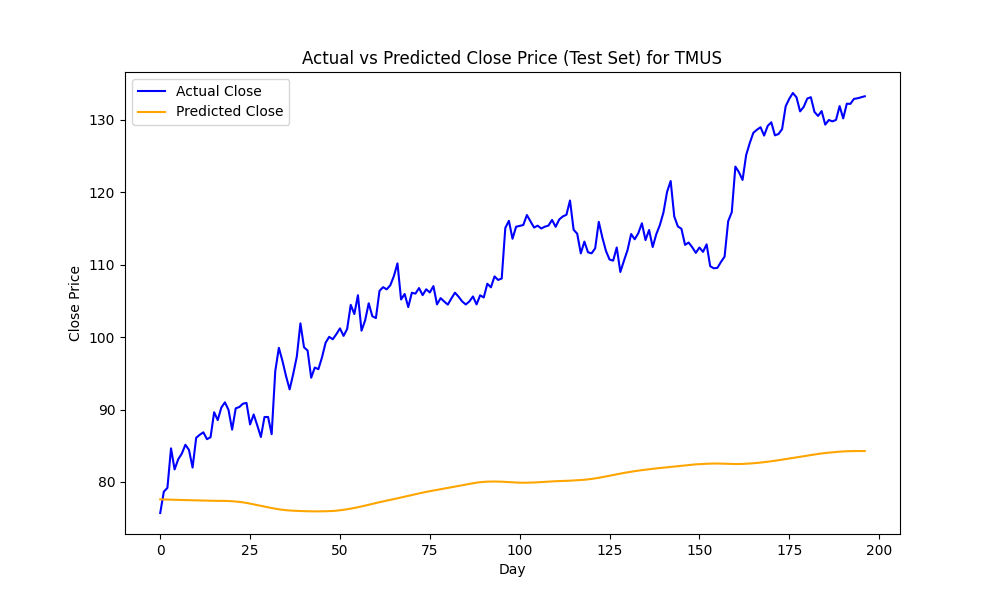 Actual vs Predicted Close Price (Test Set) for TMUS
Actual Close
Predicted Close
Close Price
130
120
110
100
90
80
0 25 50 75 100 125 150 175 200
Day